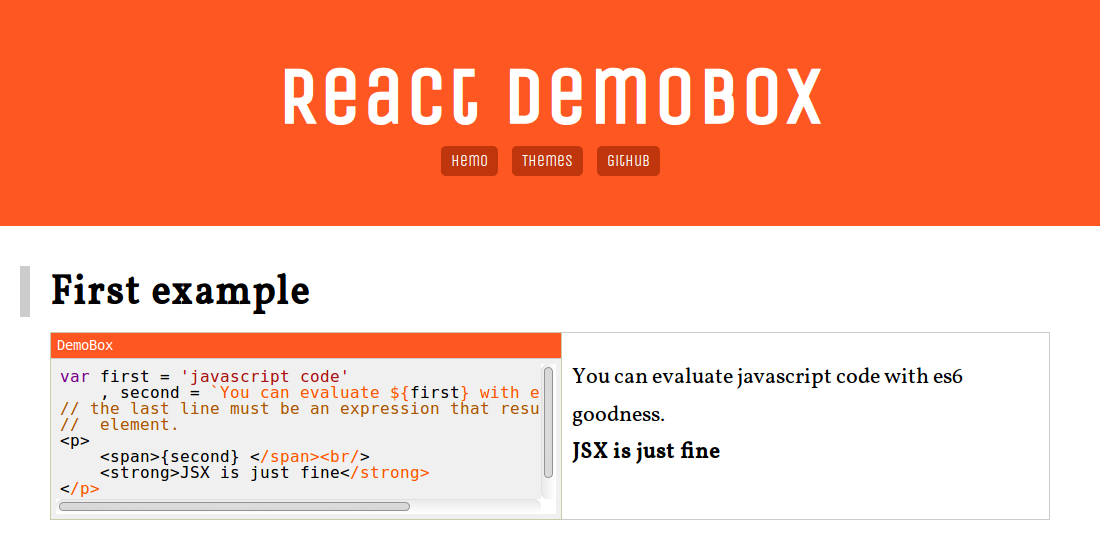 React DemoBox
Hemo Themes GitHub
First example
DemoBox
var first = 'javascript code'
    , second = `You can evaluate ${first} with e
// the last line must be an expression that resu
//  element.
<p>
    <span>{second} </span><br/>
    <strong>JSX is just fine</strong>
</p>
You can evaluate javascript code with es6
goodness.
JSX is just fine